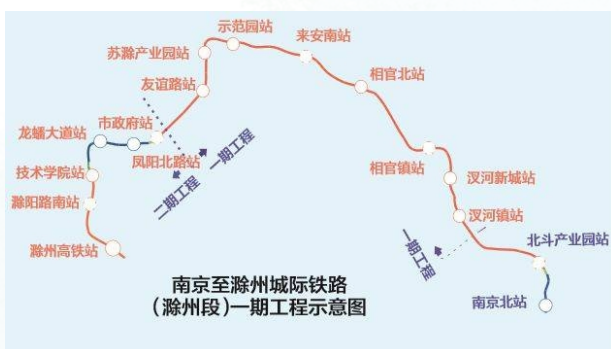 示范园站
苏滁产业园站
来安南站
友谊路站
相官北站
市政府站
龙蟠大道站
凤阳北路站
一期工程
二期工程
技术学院站
相官镇站
汊河新城站
滁阳路南站
汊河镇站
一期工程
北斗产业园站
滁州高铁站
南京至滁州城际铁路
（滁州段）一期工程示意图
南京北站